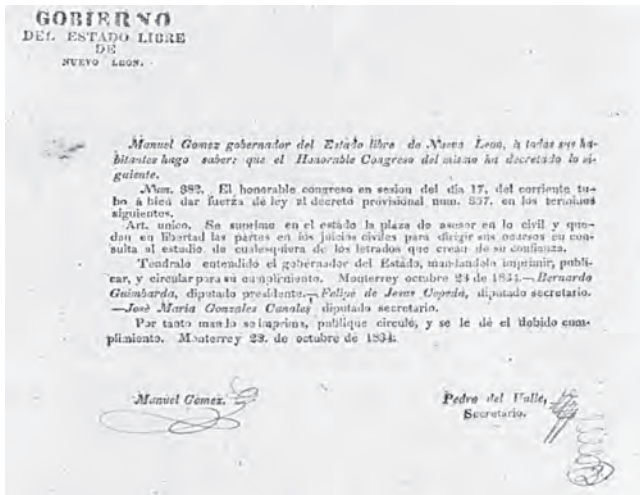 GOBIERNO
DEL ESTADO LIBRE
DE
NUEVO LEON.
Manuel Gomez gobernador del Estado libre de Nuevo Leon, à todos sus ha-
bitantes hago saber: que el Honorable Congreso del mismo ha decretado lo si-
guiente.
Num. 882. El honorable congreso en sesion del dia 17, del corriente tu-
bo á bien dar fuerza de ley al decreto provisional num. 857. en los terminos
siguientes.
Art. unico. Se suprime en el estado la plaza de asesor en lo civil y que-
dan en libertad las partes en los juicios civiles para dirigir sus ocursos en con-
sulta al estudio de cualesquiera de los letrados que crean de su confianza.
Tendralo entendido el gobernador del Estado, mandandolo imprimir, publi-
car, y circular para su cumplimiento. Monterrey octubre 23 de 1834.—Bernardo
Guimbarda, diputado presidente.—Felipe de Jesus Cepeda, diputado secretario.
—José Maria Gonzales Canales, diputado secretario.
Por tanto mando se imprima, publique circulé, y se le dé el debido cum-
plimiento. Monterrey 23. de octubre de 1834.
Manuel Gomez.
Pedro del Valle,
Secretario.